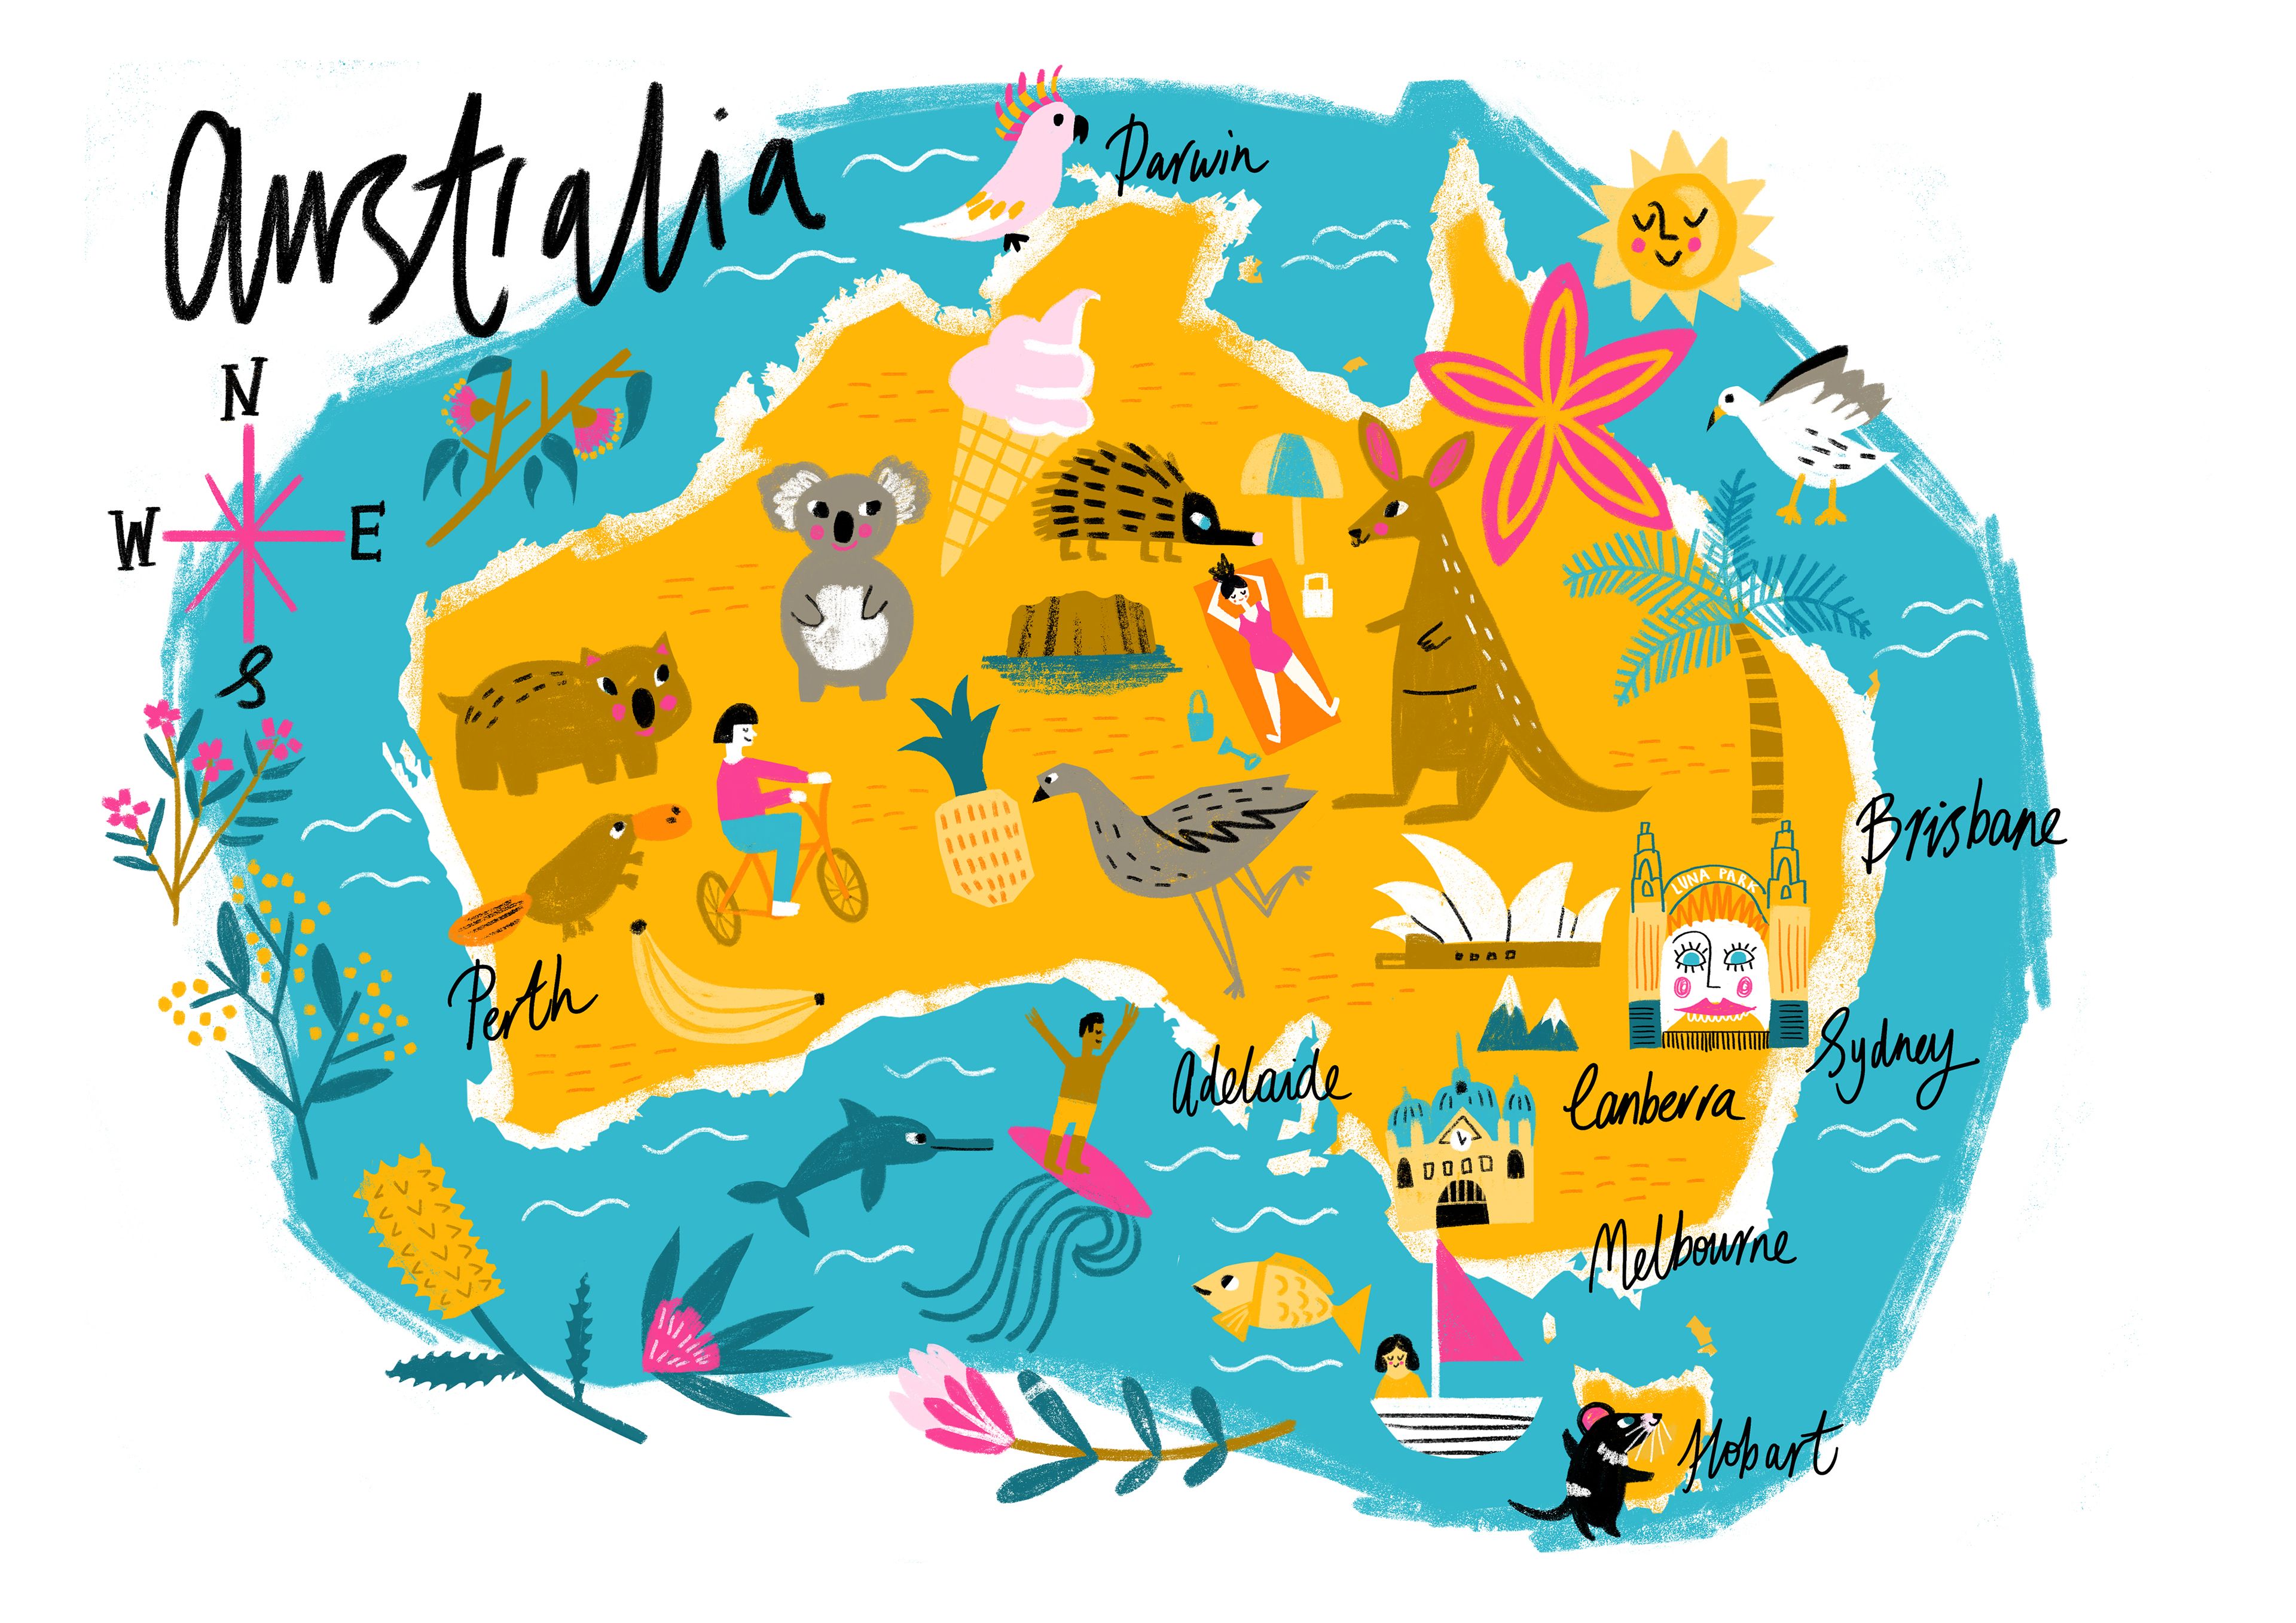 Australia
Darwin
N
W E
S
Brisbane
LUNA PARK
Perth
Adelaide
Sydney
Canberra
Melbourne
Hobart